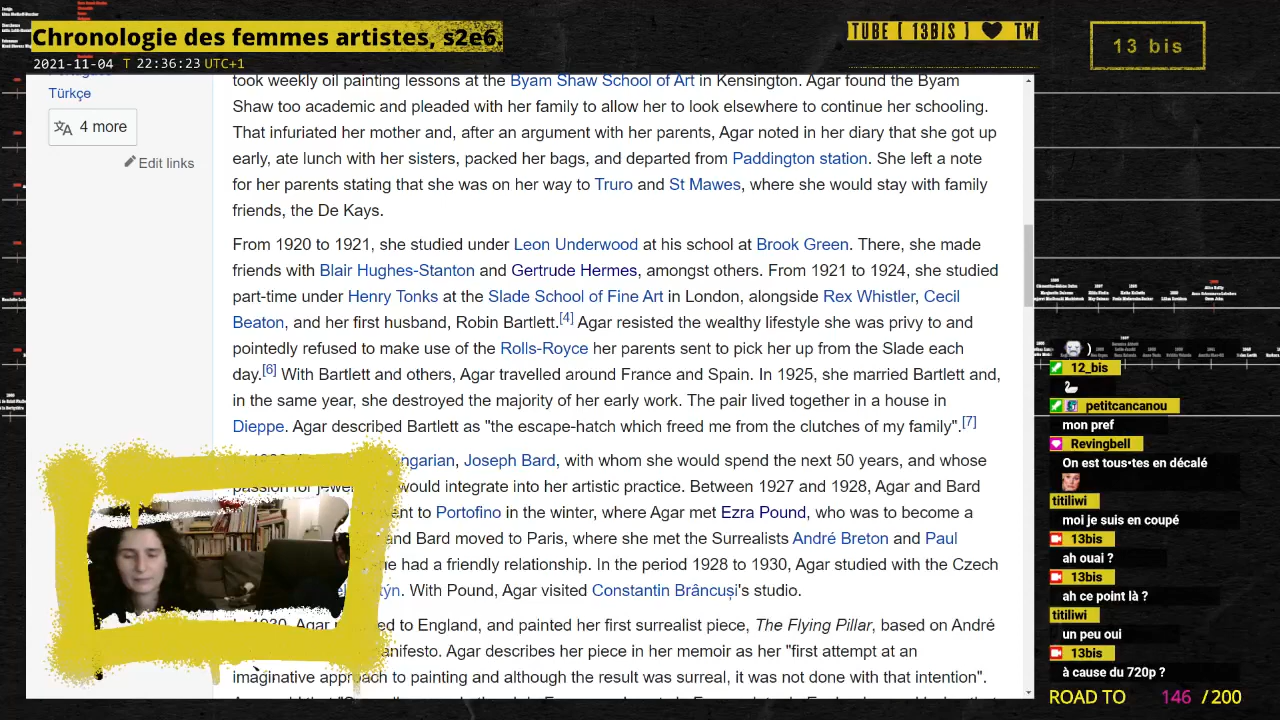 Chronologie des femmes artistes, s2e6
2021-11-04 T 22:36:23 UTC+1
TUBE [ 13BIS ] ❤ TW
13 bis
Türkçe
4 more
Edit links
took weekly oil painting lessons at the Byam Shaw School of Art in Kensington. Agar found the Byam
Shaw too academic and pleaded with her family to allow her to look elsewhere to continue her schooling.
That infuriated her mother and, after an argument with her parents, Agar noted in her diary that she got up
early, ate lunch with her sisters, packed her bags, and departed from Paddington station. She left a note
for her parents stating that she was on her way to Truro and St Mawes, where she would stay with family
friends, the De Kays.
From 1920 to 1921, she studied under Leon Underwood at his school at Brook Green. There, she made
friends with Blair Hughes-Stanton and Gertrude Hermes, amongst others. From 1921 to 1924, she studied
part-time under Henry Tonks at the Slade School of Fine Art in London, alongside Rex Whistler, Cecil
Beaton, and her first husband, Robin Bartlett.[4] Agar resisted the wealthy lifestyle she was privy to and
pointedly refused to make use of the Rolls-Royce her parents sent to pick her up from the Slade each
day.[6] With Bartlett and others, Agar travelled around France and Spain. In 1925, she married Bartlett and,
in the same year, she destroyed the majority of her early work. The pair lived together in a house in
Dieppe. Agar described Bartlett as "the escape-hatch which freed me from the clutches of my family".[7]
ngarian, Joseph Bard, with whom she would spend the next 50 years, and whose
would integrate into her artistic practice. Between 1927 and 1928, Agar and Bard
ent to Portofino in the winter, where Agar met Ezra Pound, who was to become a
and Bard moved to Paris, where she met the Surrealists André Breton and Paul
e had a friendly relationship. In the period 1928 to 1930, Agar studied with the Czech
tyn. With Pound, Agar visited Constantin Brâncuși's studio.
Agar to England, and painted her first surrealist piece, The Flying Pillar, based on André
anifesto. Agar describes her piece in her memoir as her "first attempt at an
imaginative approach to painting and although the result was surreal, it was not done with that intention".
12_bis
petitcancanou
mon pref
Revingbell
On est tous•tes en décalé
titiliwi
moi je suis en coupé
13bis
ah ouai ?
13bis
ah ce point là ?
titiliwi
un peu oui
13bis
à cause du 720p ?
ROAD TO 146 / 200